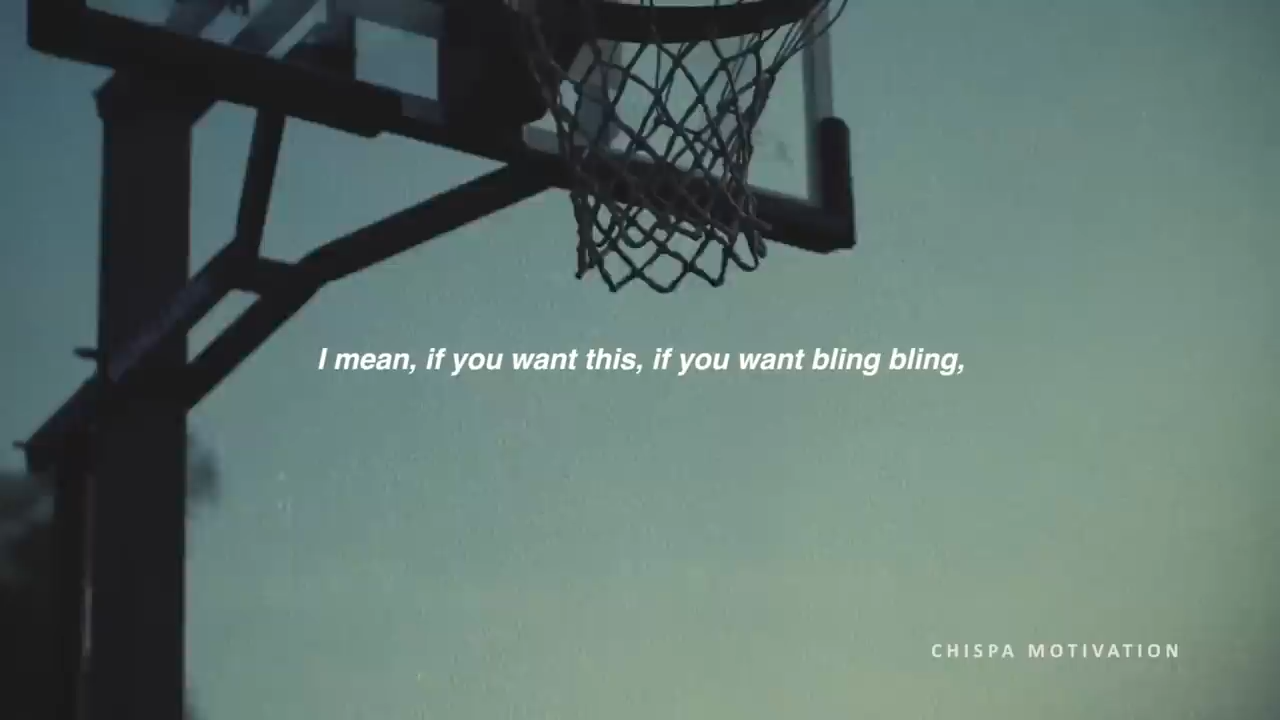 I mean, if you want this, if you want bling bling,
CHISPA MOTIVATION